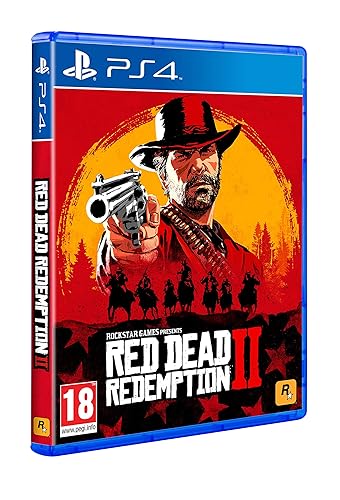 PS4
PS4
RED DEAD REDEMPTION II
R★
ROCKSTAR GAMES PRESENTS
RED DEAD
REDEMPTION II
18
www.pegi.info
R★